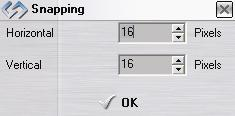 Snapping
Horizontal 16 Pixels
Vertical 16 Pixels
OK